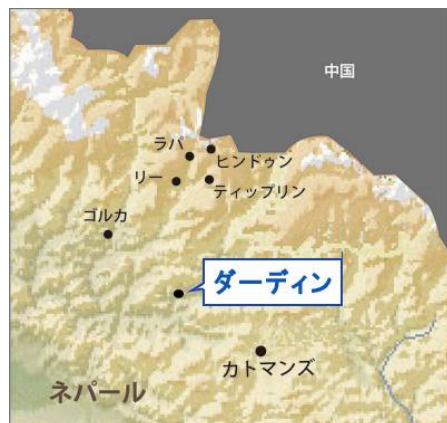 中国
ラパ
ヒンドゥン
リー
ティップリン
ゴルカ
ダーディン
カトマンズ
ネパール